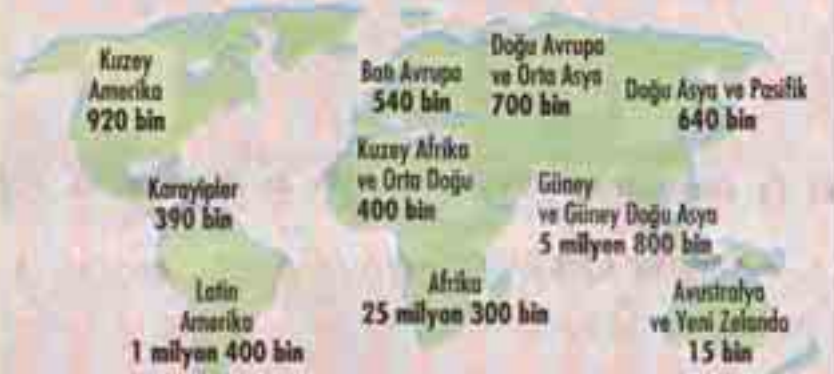 Kuzey
Amerika
920 bin
Batı Avrupa
540 bin
Doğu Avrupa
ve Orta Asya
700 bin
Doğu Asya ve Pasifik
640 bin
Karayipler
390 bin
Kuzey Afrika
ve Orta Doğu
400 bin
Güney
ve Güney Doğu Asya
5 milyon 800 bin
Latin
Amerika
1 milyon 400 bin
Afrika
25 milyon 300 bin
Avustralya
ve Yeni Zelanda
15 bin